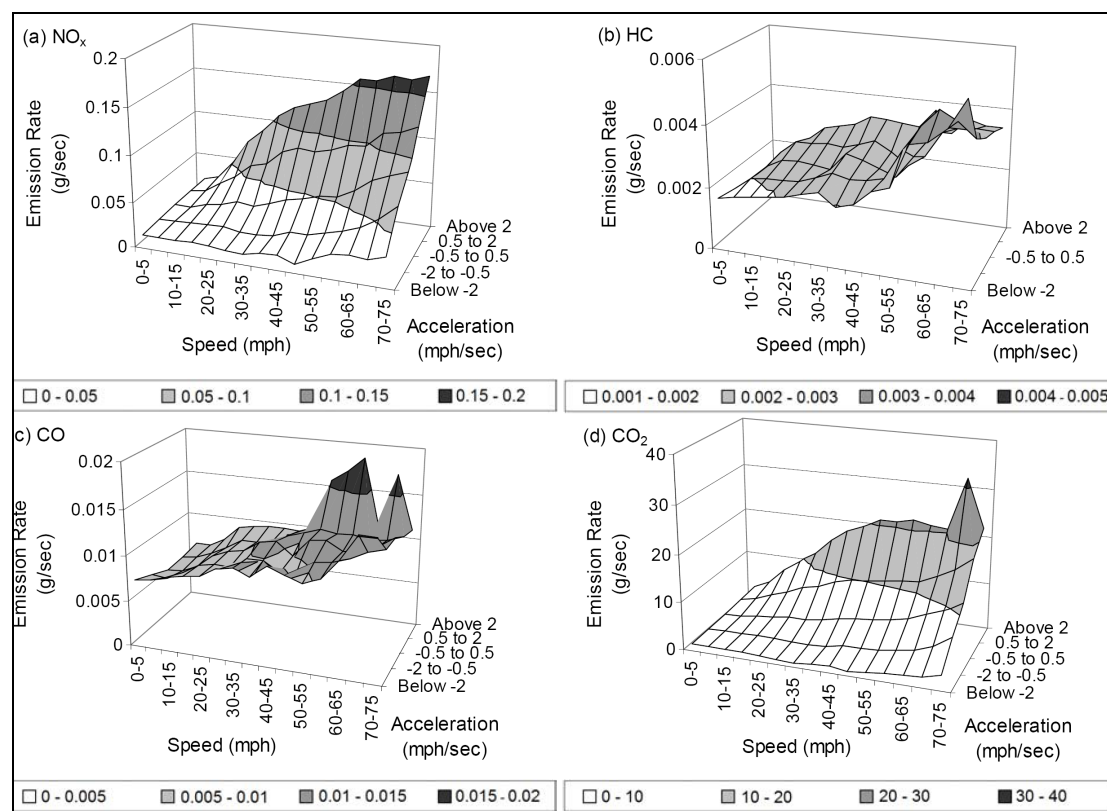 (a) NOₓ
0.2
0.15
0.1
0.05
0
Emission Rate
(g/sec)
0-5
10-15
20-25
30-35
40-45
50-55
60-65
70-75
Speed (mph)
Above 2
0.5 to 2
-0.5 to 0.5
-2 to -0.5
Below -2
Acceleration
(mph/sec)
0 - 0.05
0.05 - 0.1
0.1 - 0.15
0.15 - 0.2
(b) HC
0.006
0.004
0.002
0
Emission Rate
(g/sec)
0-5
10-15
20-25
30-35
40-45
50-55
60-65
70-75
Speed (mph)
Above 2
-0.5 to 0.5
Below -2
Acceleration
(mph/sec)
0.001 - 0.002
0.002 - 0.003
0.003 - 0.004
0.004 - 0.005
c) CO
0.02
0.015
0.01
0.005
0
Emission Rate
(g/sec)
0-5
10-15
20-25
30-35
40-45
50-55
60-65
70-75
Speed (mph)
Above 2
0.5 to 2
-0.5 to 0.5
-2 to -0.5
Below -2
Acceleration
(mph/sec)
0 - 0.005
0.005 - 0.01
0.01 - 0.015
0.015 - 0.02
(d) CO₂
40
30
20
10
0
Emission Rate
(g/sec)
0-5
10-15
20-25
30-35
40-45
50-55
60-65
70-75
Speed (mph)
Above 2
0.5 to 2
-0.5 to 0.5
-2 to -0.5
Below -2
Acceleration
(mph/sec)
0 - 10
10 - 20
20 - 30
30 - 40